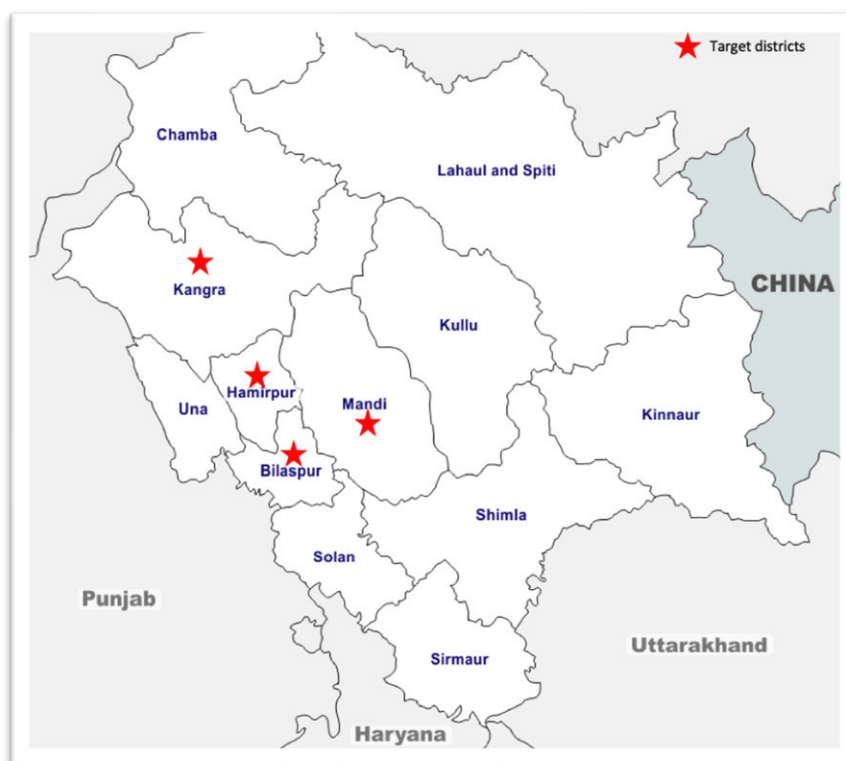 Target districts
Chamba
Lahaul and Spiti
Kangra
CHINA
Kullu
Hamirpur
Una
Mandi
Kinnaur
Bilaspur
Shimla
Solan
Punjab
Uttarakhand
Sirmaur
Haryana